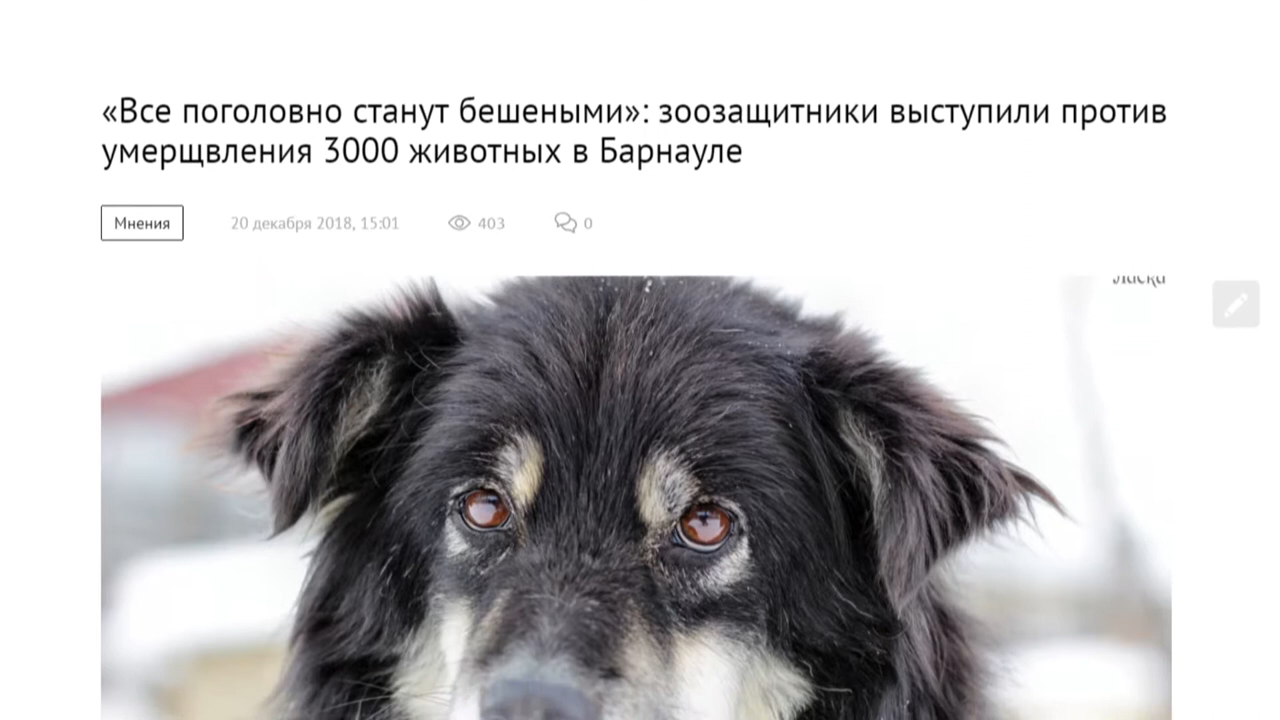 «Все поголовно станут бешеными»: зоозащитники выступили против
умерщвления 3000 животных в Барнауле
Мнения 20 декабря 2018, 15:01 403 0